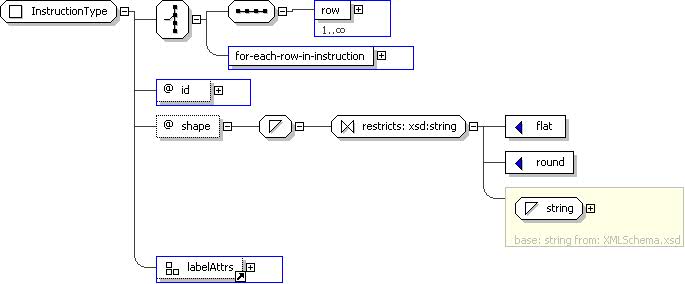 InstructionType
row
1..∞
for-each-row-in-instruction
@ id
@ shape
restricts: xsd:string
flat
round
string
base: string from: XMLSchema.xsd
labelAttrs